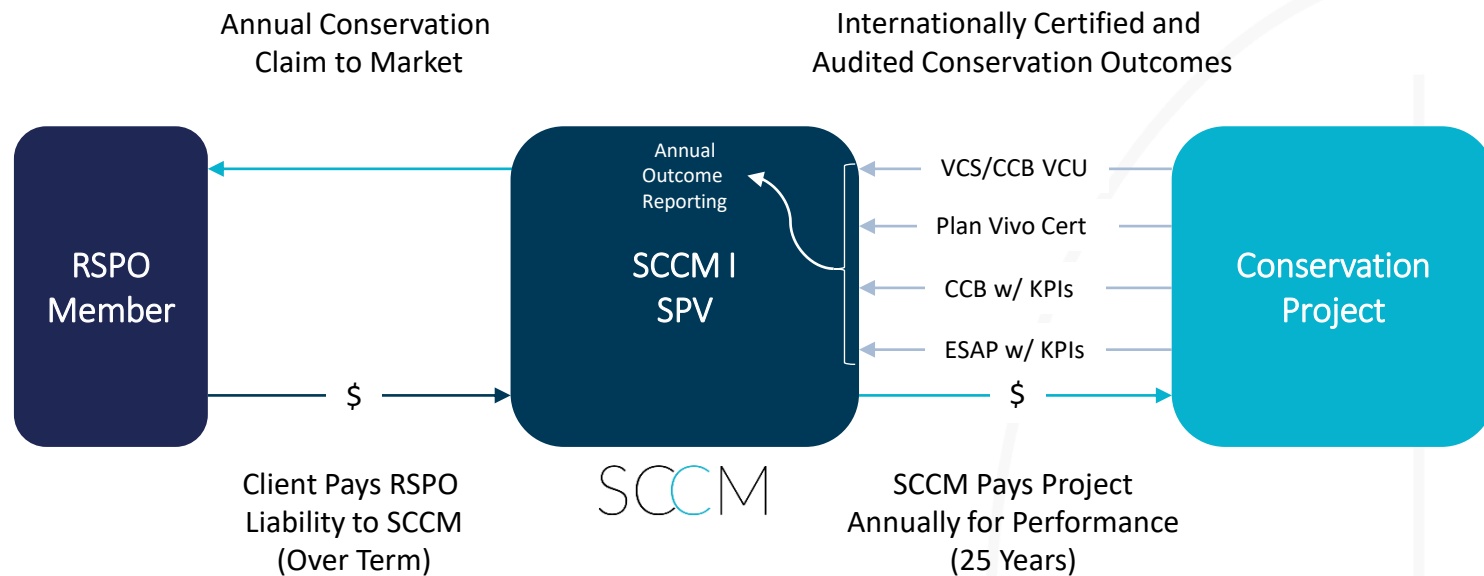 Annual Conservation
Claim to Market
Internationally Certified and
Audited Conservation Outcomes
RSPO
Member
Annual
Outcome
Reporting
SCCM I
SPV
VCS/CCB VCU
Plan Vivo Cert
CCB w/ KPIs
ESAP w/ KPIs
Conservation
Project
$
$
Client Pays RSPO
Liability to SCCM
(Over Term)
SCCM
SCCM Pays Project
Annually for Performance
(25 Years)